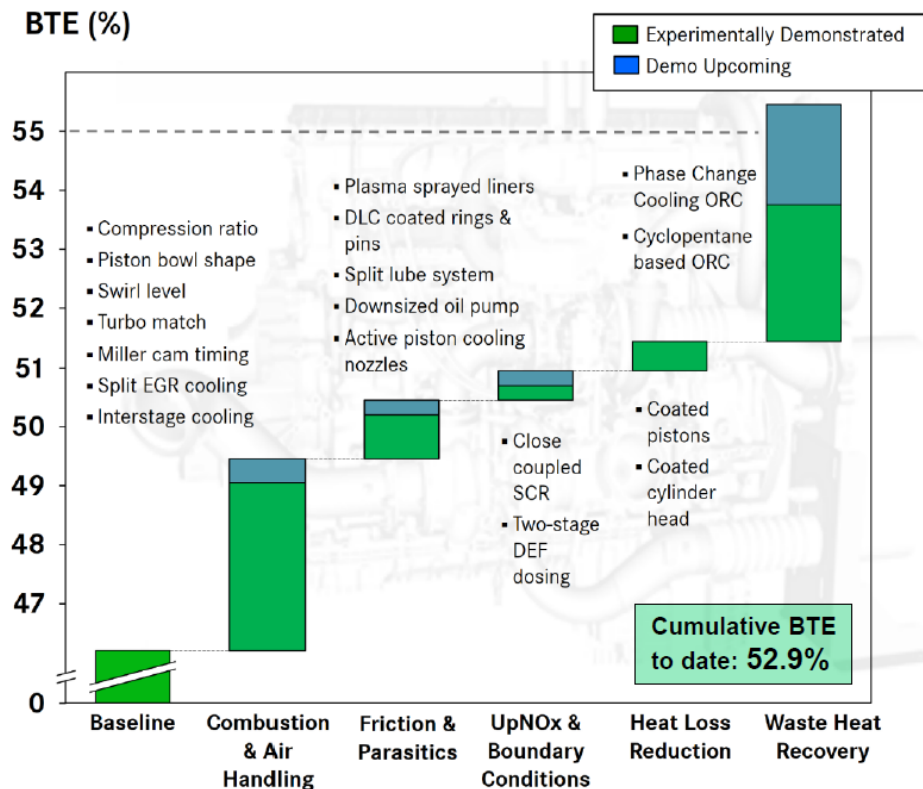 BTE (%)
Experimentally Demonstrated
Demo Upcoming
55
54
53
52
51
50
49
48
47
0
▪ Compression ratio
▪ Piston bowl shape
▪ Swirl level
▪ Turbo match
▪ Miller cam timing
▪ Split EGR cooling
▪ Interstage cooling
▪ Plasma sprayed liners
▪ DLC coated rings &
pins
▪ Split lube system
▪ Downsized oil pump
▪ Active piston cooling
nozzles
▪ Close
coupled
SCR
▪ Two-stage
DEF
dosing
▪ Phase Change
Cooling ORC
▪ Cyclopentane
based ORC
▪ Coated
pistons
▪ Coated
cylinder
head
Cumulative BTE
to date: 52.9%
Baseline
Combustion
& Air
Handling
Friction &
Parasitics
UpNOx &
Boundary
Conditions
Heat Loss
Reduction
Waste Heat
Recovery